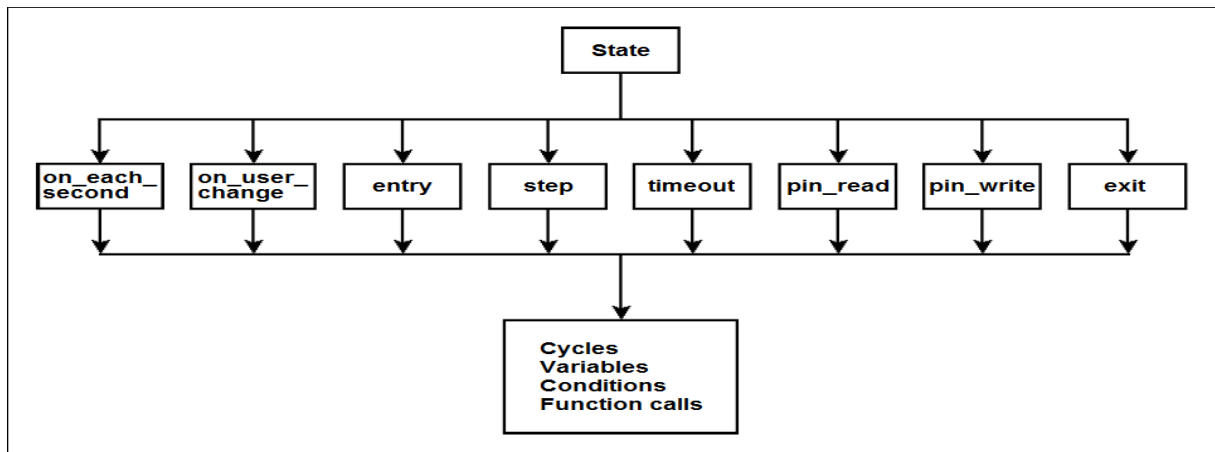 State
on_each_
second
on_user_
change
entry
step
timeout
pin_read
pin_write
exit
Cycles
Variables
Conditions
Function calls